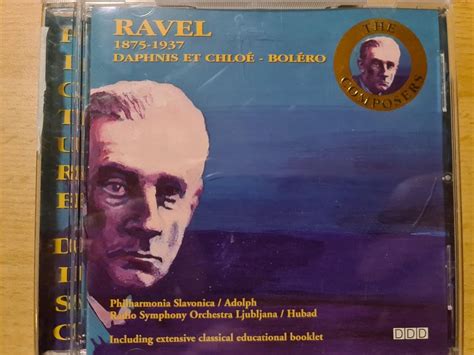 RAVEL
1875-1937
DAPHNIS ET CHLOÉ - BOLÉRO
THE COMPOSERS
PICTURE DISC
Philharmonia Slavonica / Adolph
Radio Symphony Orchestra Ljubljana / Hubad
Including extensive classical educational booklet
DDD